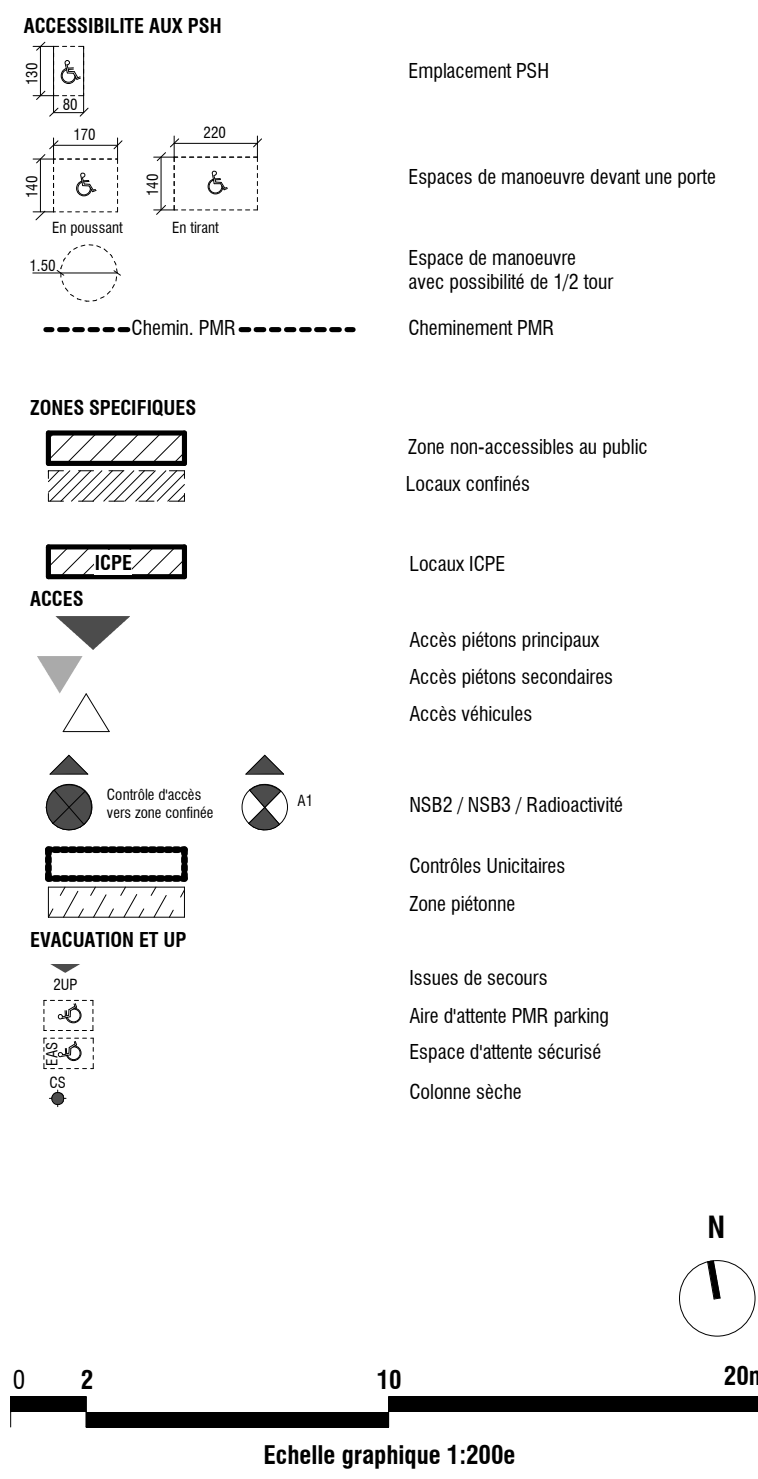 ACCESSIBILITE AUX PSH
130
80
Emplacement PSH
170
220
140
140
Espaces de manoeuvre devant une porte
En poussant
En tirant
1.50
Espace de manoeuvre
avec possibilité de 1/2 tour
Chemin. PMR
Cheminement PMR
ZONES SPECIFIQUES
Zone non-accessibles au public
Locaux confinés
ICPE
Locaux ICPE
ACCES
Accès piétons principaux
Accès piétons secondaires
Accès véhicules
Contrôle d'accès
vers zone confinée
A1
NSB2 / NSB3 / Radioactivité
Contrôles Unicitaires
Zone piétonne
EVACUATION ET UP
2UP
Issues de secours
Aire d'attente PMR parking
EAS
Espace d'attente sécurisé
CS
Colonne sèche
N
0 2 10 20m
Echelle graphique 1:200e